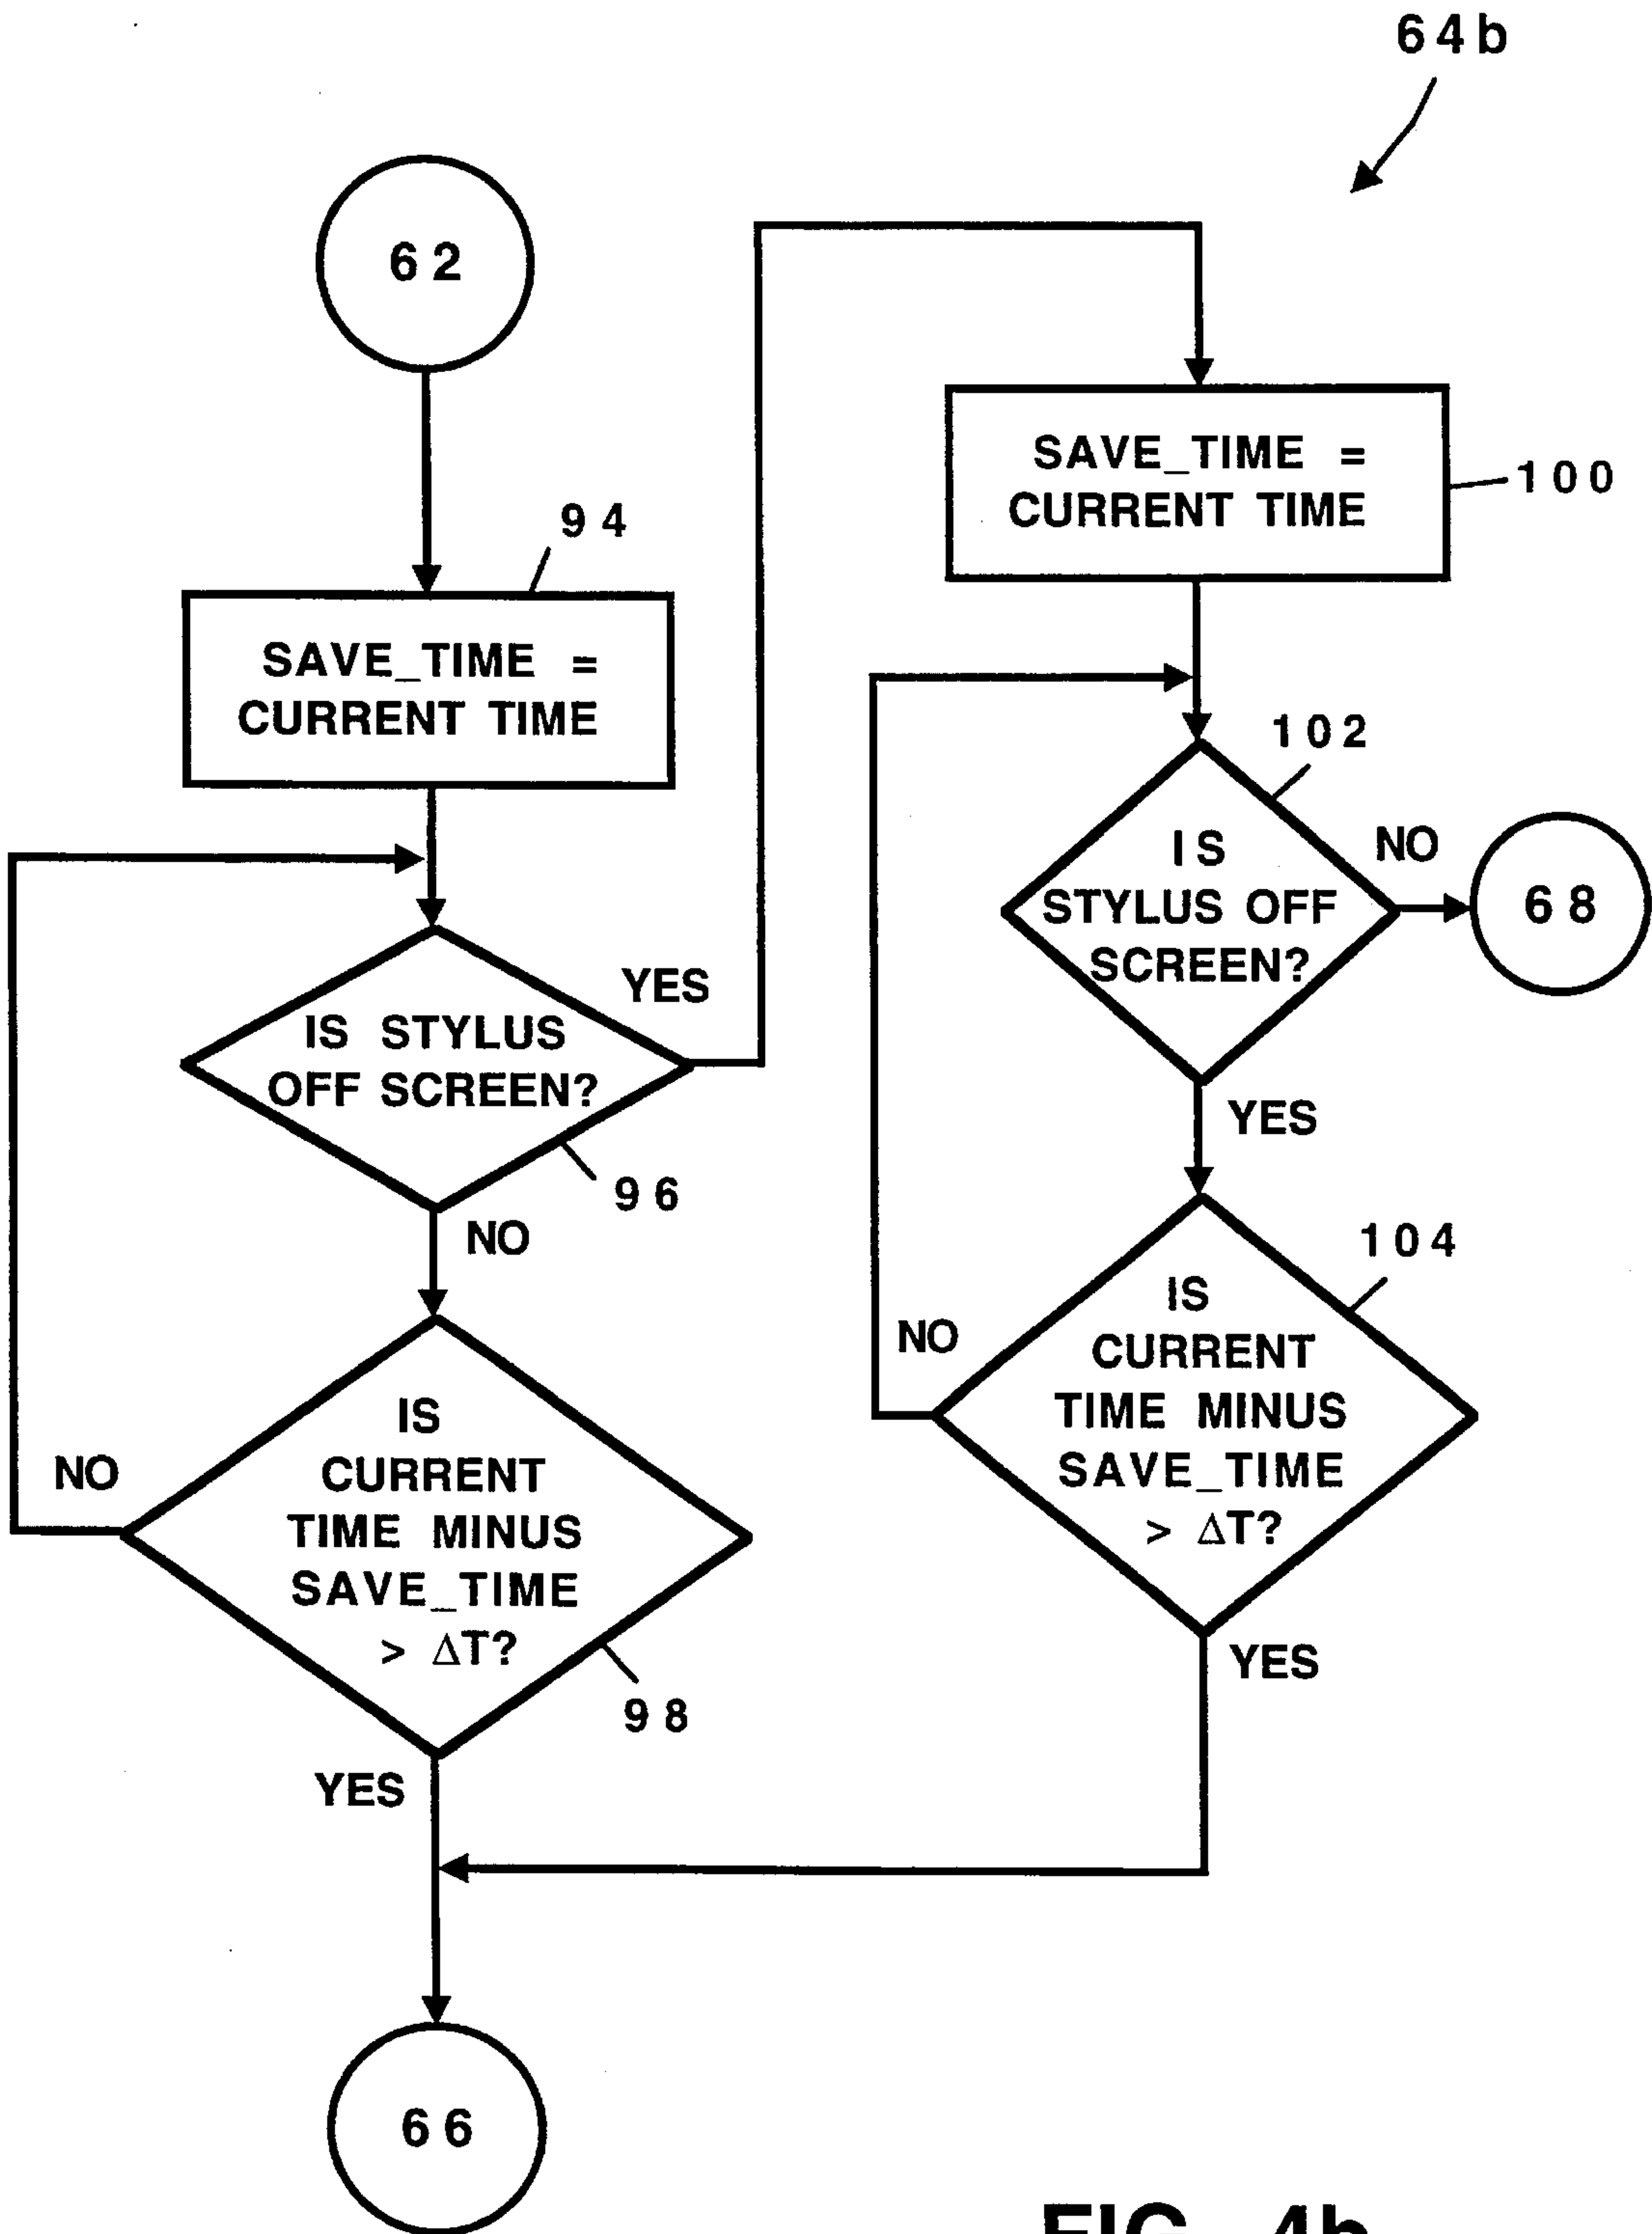 64b
62
94
SAVE_TIME =
CURRENT TIME
IS STYLUS
OFF SCREEN?
YES
96
NO
IS
CURRENT
TIME MINUS
SAVE_TIME
> ΔT?
NO
98
YES
66
SAVE_TIME =
CURRENT TIME
100
102
IS
STYLUS OFF
SCREEN?
NO
68
YES
104
IS
CURRENT
TIME MINUS
SAVE_TIME
> ΔT?
NO
YES
FIG. 4b